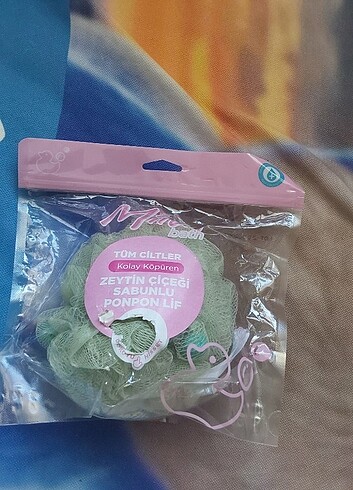 bath
TÜM CİLTLER
Kolay Köpüren
ZEYTİN ÇİÇEĞİ
SABUNLU
PONPON LİF